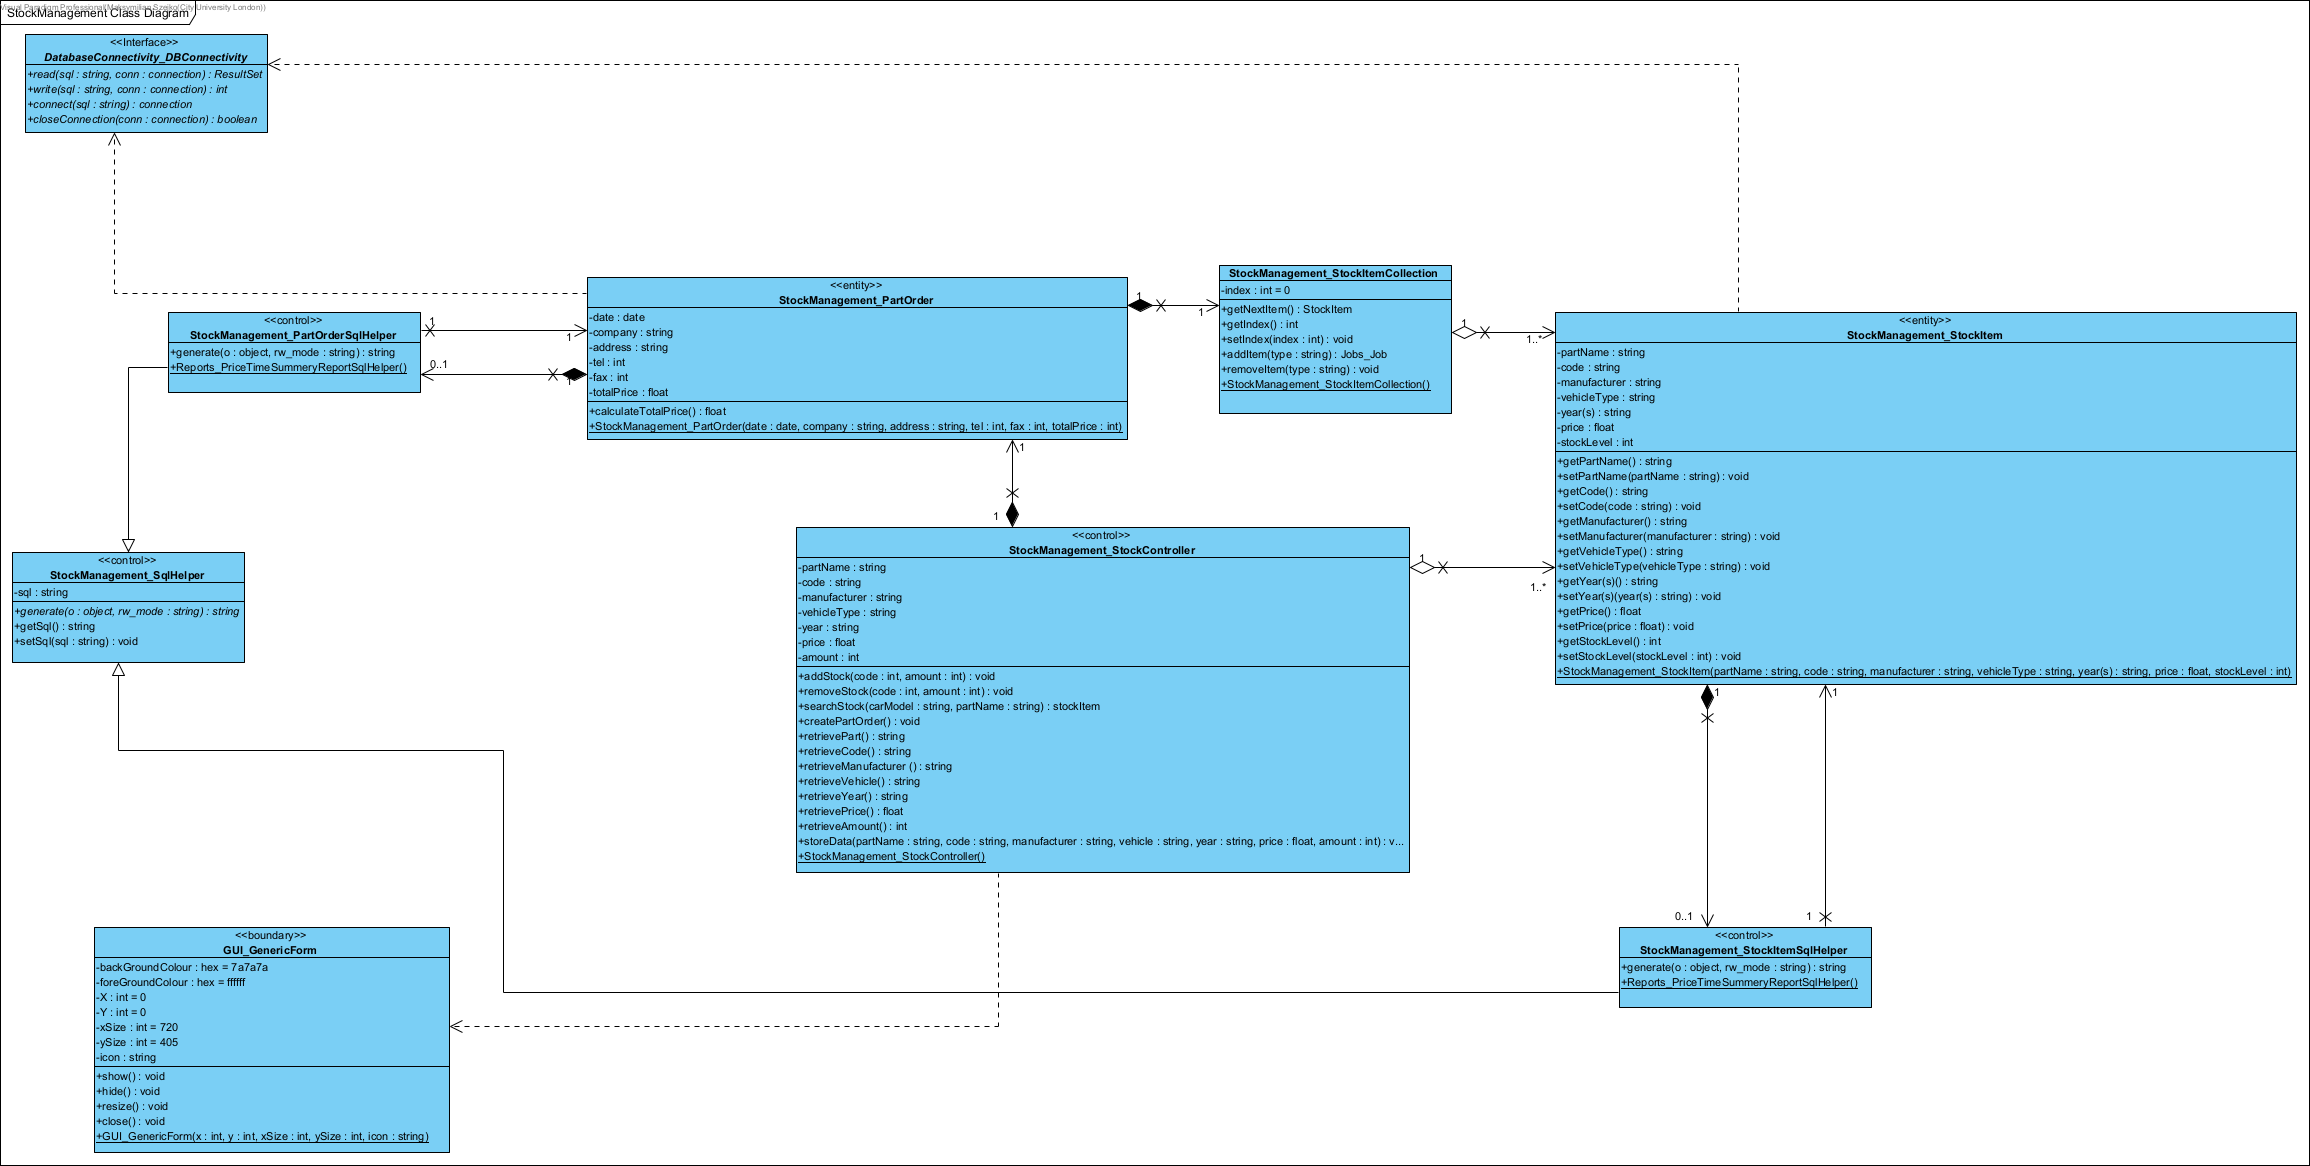 Visual Paradigm Professional(Maksymilian Szejko(City University London))
StockManagement Class Diagram
<<Interface>>
DatabaseConnectivity_DBConnectivity
+read(sql : string, conn : connection) : ResultSet
+write(sql : string, conn : connection) : int
+connect(sql : string) : connection
+closeConnection(conn : connection) : boolean
<<control>>
StockManagement_PartOrderSqlHelper
+generate(o : object, rw_mode : string) : string
+Reports_PriceTimeSummeryReportSqlHelper()
1
1
0..1
1
<<entity>>
StockManagement_PartOrder
-date : date
-company : string
-address : string
-tel : int
-fax : int
-totalPrice : float
+calculateTotalPrice() : float
+StockManagement_PartOrder(date : date, company : string, address : string, tel : int, fax : int, totalPrice : int)
1
1
StockManagement_StockItemCollection
-index : int = 0
+getNextItem() : StockItem
+getIndex() : int
+setIndex(index : int) : void
+addItem(type : string) : Jobs_Job
+removeItem(type : string) : void
+StockManagement_StockItemCollection()
1
1..*
<<entity>>
StockManagement_StockItem
-partName : string
-code : string
-manufacturer : string
-vehicleType : string
-year(s) : string
-price : float
-stockLevel : int
+getPartName() : string
+setPartName(partName : string) : void
+getCode() : string
+setCode(code : string) : void
+getManufacturer() : string
+setManufacturer(manufacturer : string) : void
+getVehicleType() : string
+setVehicleType(vehicleType : string) : void
+getYear(s)() : string
+setYear(s)(year(s) : string) : void
+getPrice() : float
+setPrice(price : float) : void
+getStockLevel() : int
+setStockLevel(stockLevel : int) : void
+StockManagement_StockItem(partName : string, code : string, manufacturer : string, vehicleType : string, year(s) : string, price : float, stockLevel : int)
1
1
<<control>>
StockManagement_StockController
-partName : string
-code : string
-manufacturer : string
-vehicleType : string
-year : string
-price : float
-amount : int
+addStock(code : int, amount : int) : void
+removeStock(code : int, amount : int) : void
+searchStock(carModel : string, partName : string) : stockItem
+createPartOrder() : void
+retrievePart() : string
+retrieveCode() : string
+retrieveManufacturer () : string
+retrieveVehicle() : string
+retrieveYear() : string
+retrievePrice() : float
+retrieveAmount() : int
+storeData(partName : string, code : string, manufacturer : string, vehicle : string, year : string, price : float, amount : int) : v...
+StockManagement_StockController()
1
1..*
<<control>>
StockManagement_SqlHelper
-sql : string
+generate(o : object, rw_mode : string) : string
+getSql() : string
+setSql(sql : string) : void
1
1
0..1
1
<<control>>
StockManagement_StockItemSqlHelper
+generate(o : object, rw_mode : string) : string
+Reports_PriceTimeSummeryReportSqlHelper()
<<boundary>>
GUI_GenericForm
-backGroundColour : hex = 7a7a7a
-foreGroundColour : hex = ffffff
-X : int = 0
-Y : int = 0
-xSize : int = 720
-ySize : int = 405
-icon : string
+show() : void
+hide() : void
+resize() : void
+close() : void
+GUI_GenericForm(x : int, y : int, xSize : int, ySize : int, icon : string)